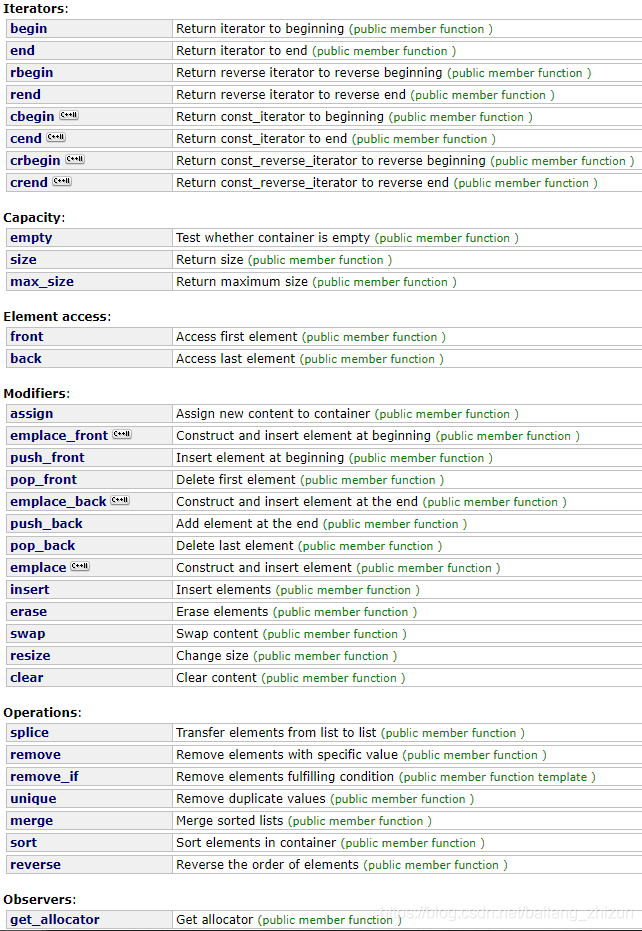 Iterators:
begin Return iterator to beginning (public member function )
end Return iterator to end (public member function )
rbegin Return reverse iterator to reverse beginning (public member function )
rend Return reverse iterator to reverse end (public member function )
cbegin C++11 Return const_iterator to beginning (public member function )
cend C++11 Return const_iterator to end (public member function )
crbegin C++11 Return const_reverse_iterator to reverse beginning (public member function )
crend C++11 Return const_reverse_iterator to reverse end (public member function )
Capacity:
empty Test whether container is empty (public member function )
size Return size (public member function )
max_size Return maximum size (public member function )
Element access:
front Access first element (public member function )
back Access last element (public member function )
Modifiers:
assign Assign new content to container (public member function )
emplace_front C++11 Construct and insert element at beginning (public member function )
push_front Insert element at beginning (public member function )
pop_front Delete first element (public member function )
emplace_back C++11 Construct and insert element at the end (public member function )
push_back Add element at the end (public member function )
pop_back Delete last element (public member function )
emplace C++11 Construct and insert element (public member function )
insert Insert elements (public member function )
erase Erase elements (public member function )
swap Swap content (public member function )
resize Change size (public member function )
clear Clear content (public member function )
Operations:
splice Transfer elements from list to list (public member function )
remove Remove elements with specific value (public member function )
remove_if Remove elements fulfilling condition (public member function template )
unique Remove duplicate values (public member function )
merge Merge sorted lists (public member function )
sort Sort elements in container (public member function )
reverse Reverse the order of elements (public member function )
Observers:
get_allocator Get allocator (public member function )
https://blog.csdn.net/bailang_zhizun